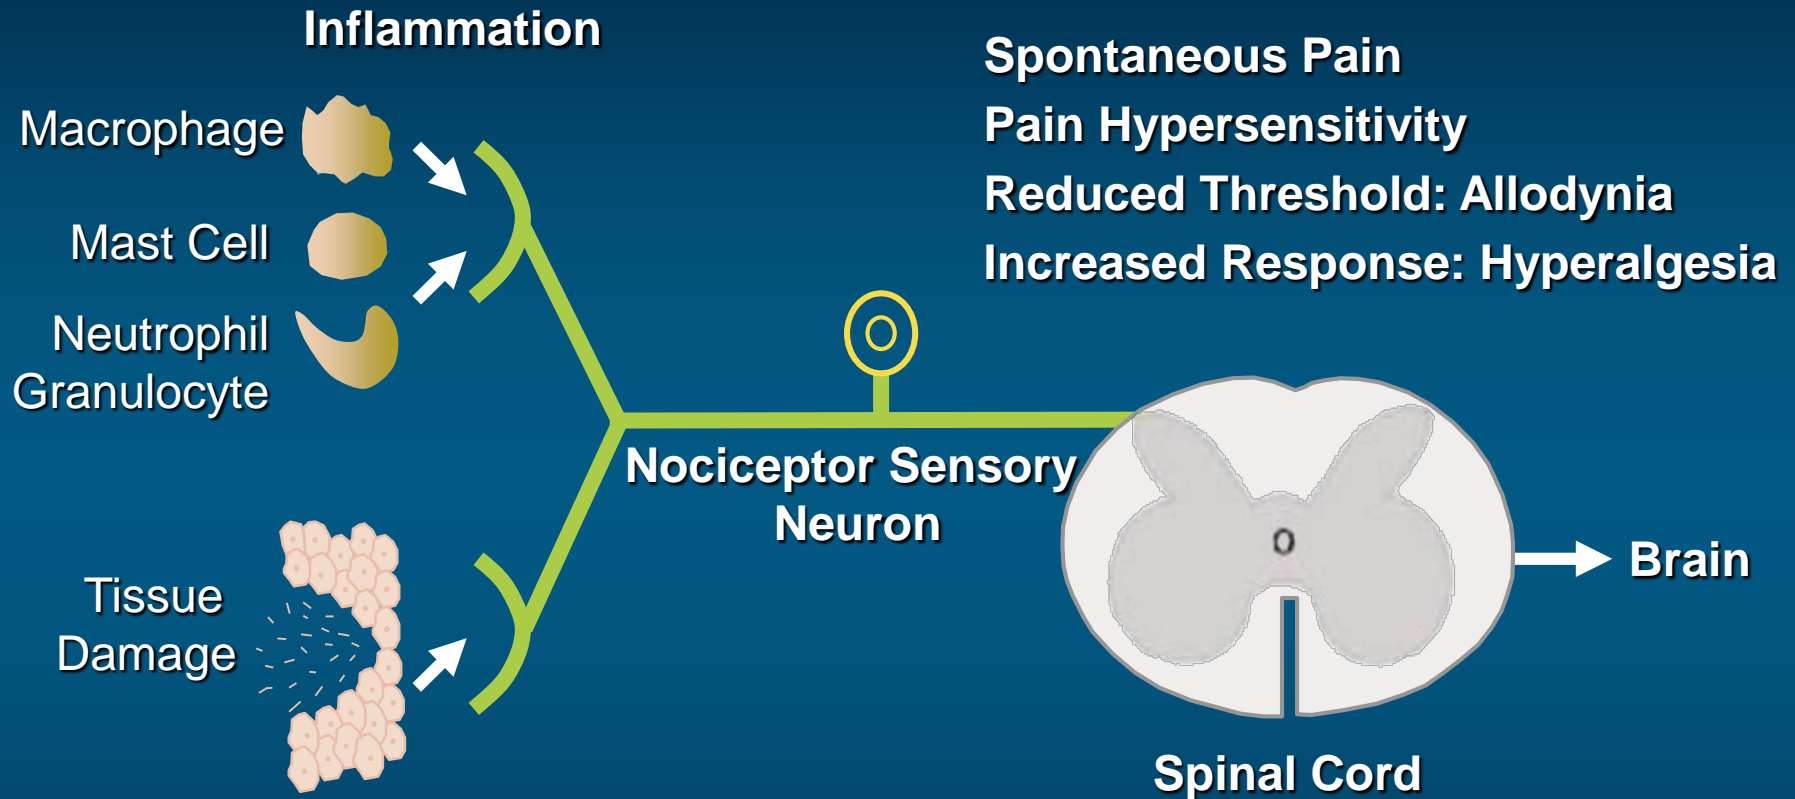 Inflammation
Macrophage
Mast Cell
Neutrophil
Granulocyte
Tissue
Damage
Spontaneous Pain
Pain Hypersensitivity
Reduced Threshold: Allodynia
Increased Response: Hyperalgesia
Nociceptor Sensory
Neuron
Brain
Spinal Cord